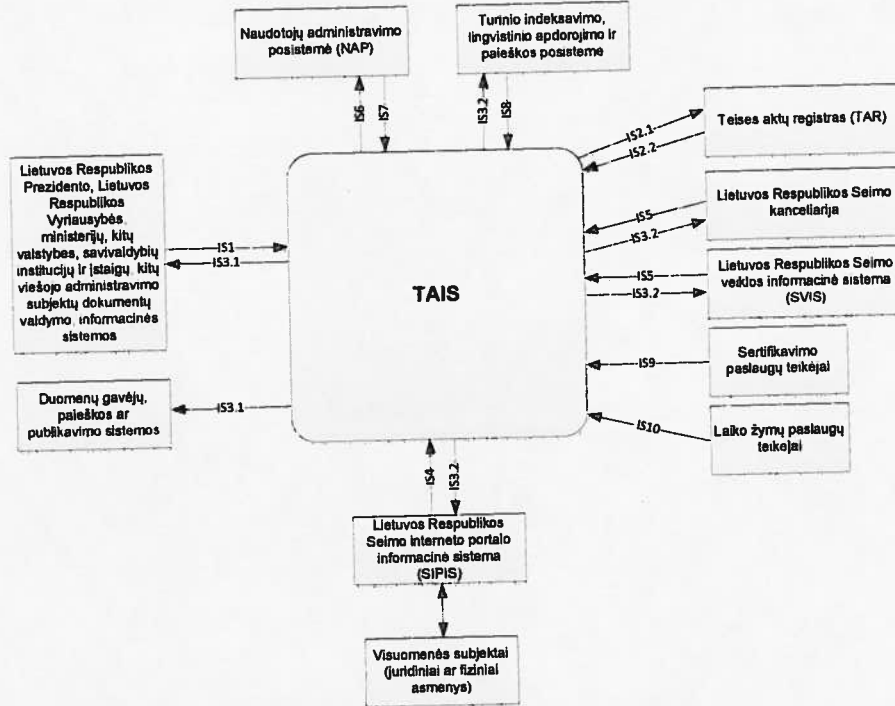 Naudotojų administravimo
posistemė (NAP)
Turinio indeksavimo,
lingvistinio apdorojimo ir
paieškos posistemė
IS6
IS7
IS3.2
IS8
IS2.1
IS2.2
Teisės aktų registras (TAR)
Lietuvos Respublikos
Prezidento, Lietuvos
Respublikos
Vyriausybės,
ministerijų, kitų
valstybės, savivaldybių
institucijų ir įstaigų, kitų
viešojo administravimo
subjektų dokumentų
valdymo informacinės
sistemos
IS1
IS3.1
TAIS
IS5
IS3.2
Lietuvos Respublikos Seimo
kanceliarija
IS5
IS3.2
Lietuvos Respublikos Seimo
veiklos informacinė sistema
(SVIS)
IS9
Sertifikavimo
paslaugų teikėjai
IS10
Laiko žymų paslaugų
teikėjai
Duomenų gavėjų,
paieškos ar
publikavimo sistemos
IS3.1
IS4
IS3.2
Lietuvos Respublikos
Seimo interneto portalo
informacinė sistema
(SIPIS)
Visuomenės subjektai
(juridiniai ar fiziniai
asmenys)